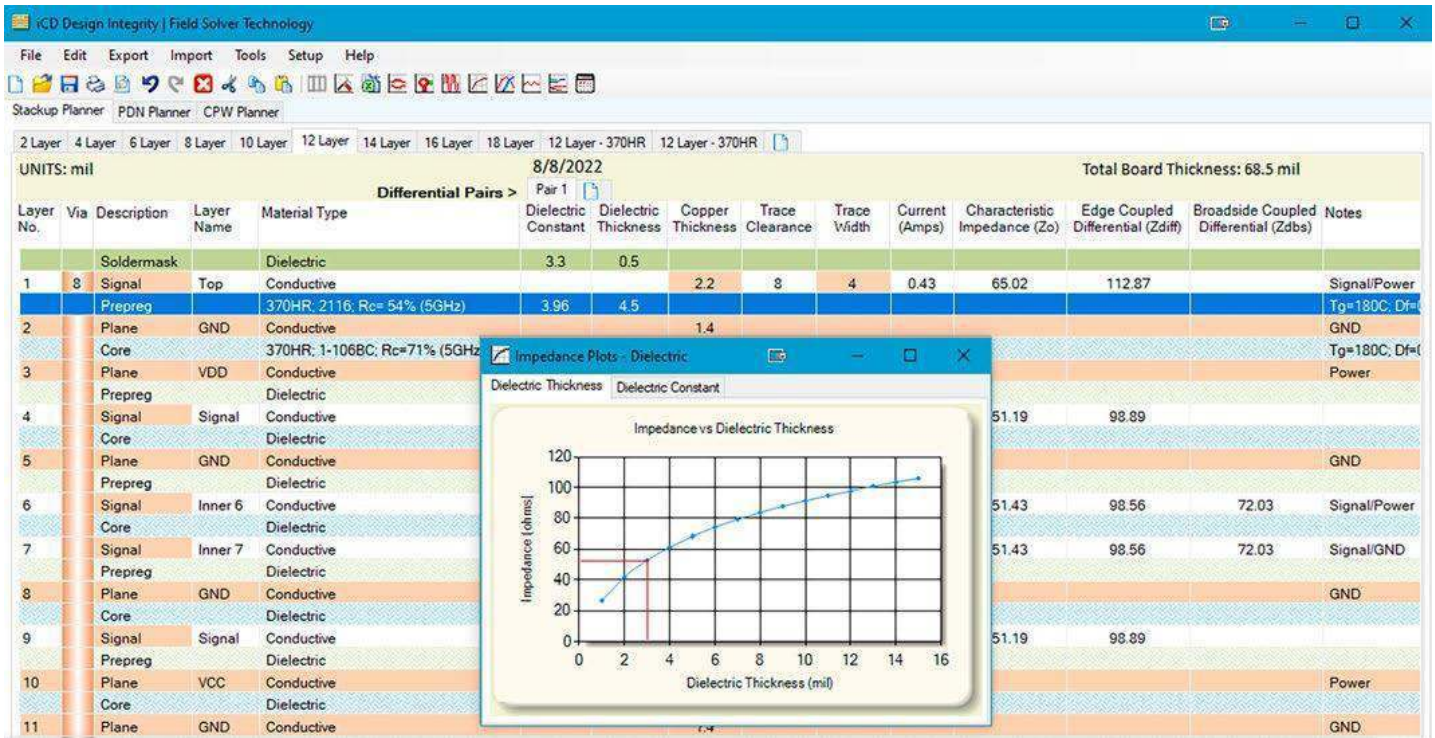 iCD Design Integrity | Field Solver Technology
File Edit Export Import Tools Setup Help
Stackup Planner PDN Planner CPW Planner
2 Layer 4 Layer 6 Layer 8 Layer 10 Layer 12 Layer 14 Layer 16 Layer 18 Layer 12 Layer - 370HR 12 Layer - 370HR
UNITS: mil 8/8/2022 Total Board Thickness: 68.5 mil
Differential Pairs > Pair 1
Layer No. Via Description Layer Name Material Type Dielectric Constant Dielectric Thickness Copper Thickness Trace Clearance Trace Width Current (Amps) Characteristic Impedance (Zo) Edge Coupled Differential (Zdiff) Broadside Coupled Differential (Zdbs) Notes
Soldermask Dielectric 3.3 0.5
1 8 Signal Top Conductive 2.2 8 4 0.43 65.02 112.87 Signal/Power
Prepreg 370HR; 2116; Rc= 54% (5GHz) 3.96 4.5 Tg=180C; Df=
2 Plane GND Conductive 1.4 GND
Core 370HR; 1-106BC; Rc=71% (5GHz Tg=180C; Df=
3 Plane VDD Conductive Power
Prepreg Dielectric
4 Signal Signal Conductive 51.19 98.89
Core Dielectric
5 Plane GND Conductive GND
Prepreg Dielectric
6 Signal Inner 6 Conductive 51.43 98.56 72.03 Signal/Power
Core Dielectric
7 Signal Inner 7 Conductive 51.43 98.56 72.03 Signal/GND
Prepreg Dielectric
8 Plane GND Conductive GND
Core Dielectric
9 Signal Signal Conductive 51.19 98.89
Prepreg Dielectric
10 Plane VCC Conductive Power
Core Dielectric
11 Plane GND Conductive GND
Impedance Plots - Dielectric
Dielectric Thickness Dielectric Constant
Impedance vs Dielectric Thickness
Impedance [ohms]
120
100
80
60
40
20
0
0 2 4 6 8 10 12 14 16
Dielectric Thickness (mil)